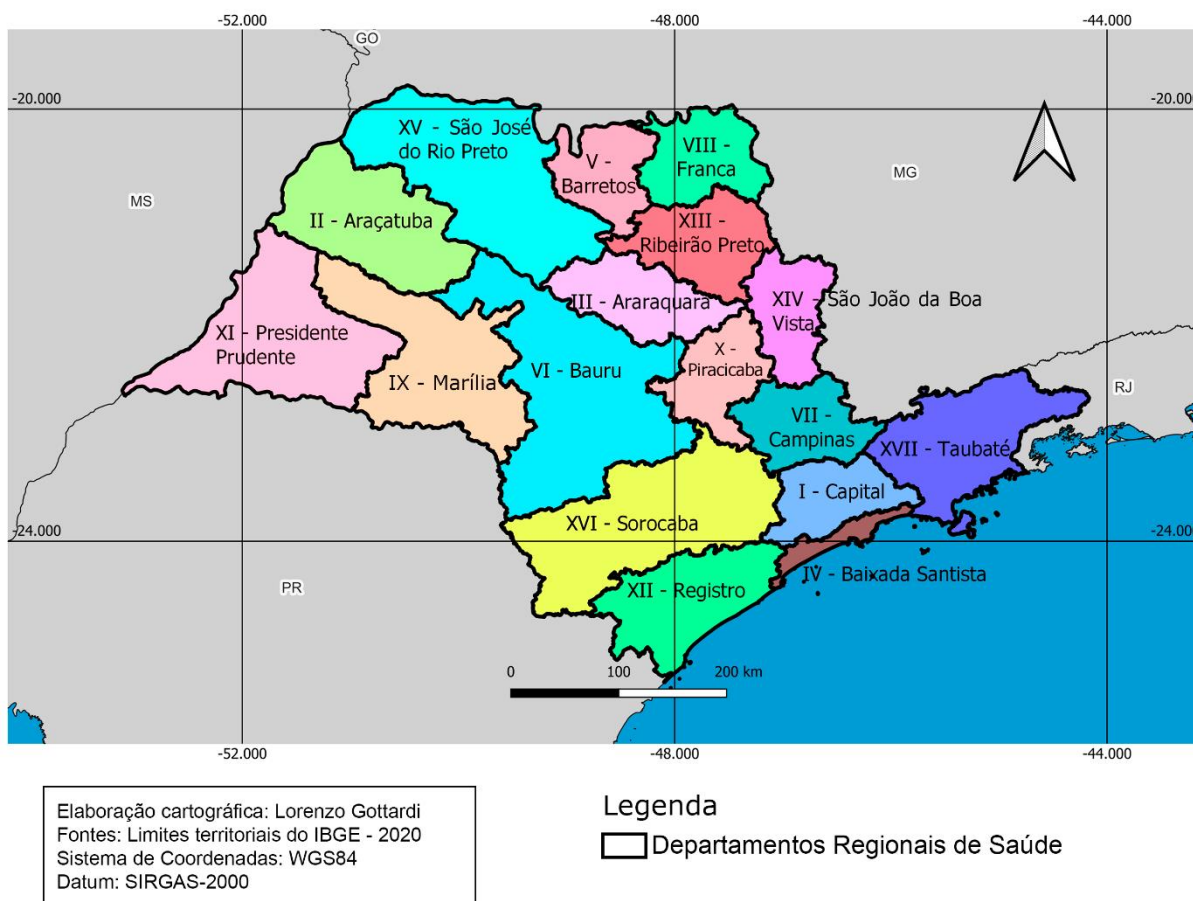 -52.000
-48.000
-44.000
GO
-20.000
-20.000
XV - São José
do Rio Preto
V -
Barretos
VIII -
Franca
MG
MS
II - Araçatuba
XIII -
Ribeirão Preto
III - Araraquara
XIV - São João da Boa
Vista
XI - Presidente
Prudente
IX - Marília
VI - Bauru
X -
Piracicaba
RJ
VII -
Campinas
XVII - Taubaté
I - Capital
XVI - Sorocaba
-24.000
-24.000
IV - Baixada Santista
PR
XII - Registro
0
100
200 km
-52.000
-48.000
-44.000
Elaboração cartográfica: Lorenzo Gottardi
Fontes: Limites territoriais do IBGE - 2020
Sistema de Coordenadas: WGS84
Datum: SIRGAS-2000
Legenda
Departamentos Regionais de Saúde